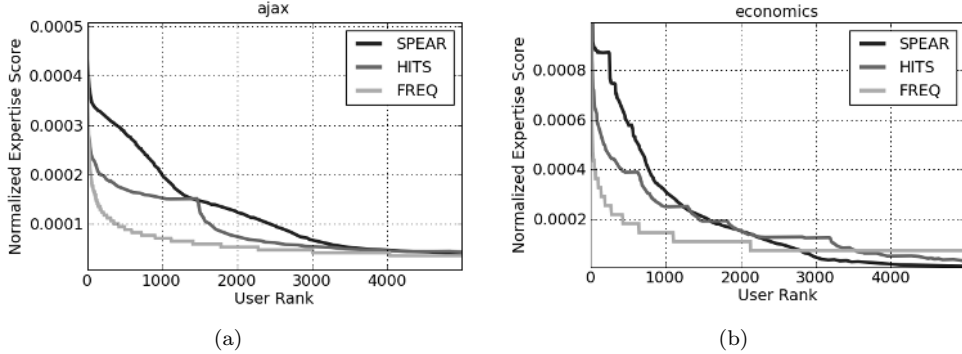 ajax
Normalized Expertise Score
0.0005
0.0004
0.0003
0.0002
0.0001
SPEAR
HITS
FREQ
0
1000
2000
3000
4000
User Rank
(a)
economics
Normalized Expertise Score
0.0008
0.0006
0.0004
0.0002
SPEAR
HITS
FREQ
0
1000
2000
3000
4000
User Rank
(b)